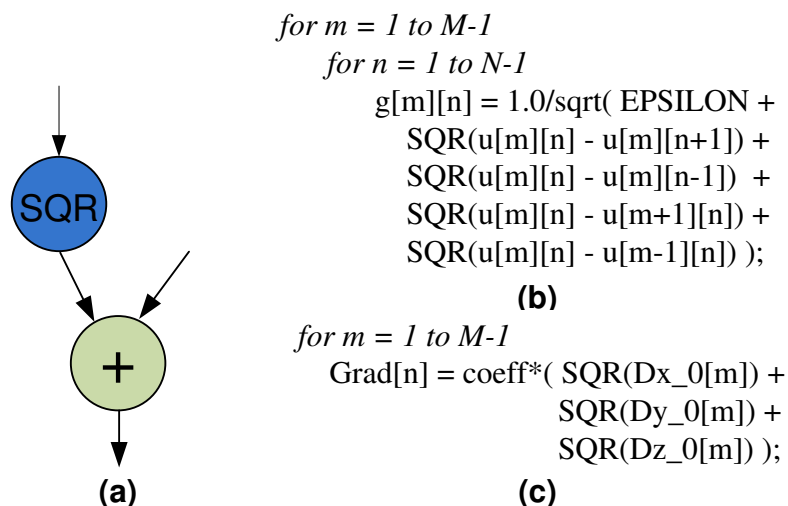 SQR
+
(a)
for m = 1 to M-1
for n = 1 to N-1
g[m][n] = 1.0/sqrt( EPSILON +
SQR(u[m][n] - u[m][n+1]) +
SQR(u[m][n] - u[m][n-1]) +
SQR(u[m][n] - u[m+1][n]) +
SQR(u[m][n] - u[m-1][n]) );
(b)
for m = 1 to M-1
Grad[n] = coeff*( SQR(Dx_0[m]) +
SQR(Dy_0[m]) +
SQR(Dz_0[m]) );
(c)